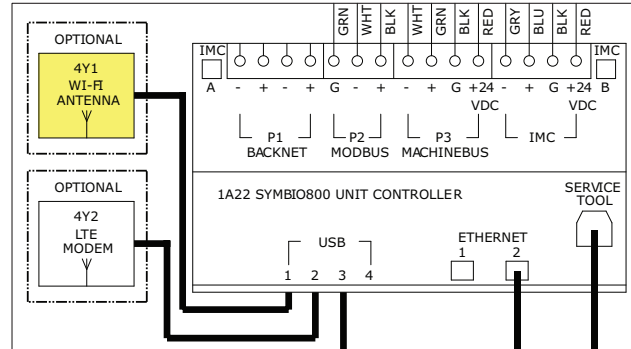 OPTIONAL
4Y1
WI-FI
ANTENNA
OPTIONAL
4Y2
LTE
MODEM
GRN WHT BLK WHT GRN BLK RED GRY BLU BLK RED
IMC IMC
A - + - + G - + - + G +24 - + G +24 B
VDC VDC
P1 P2 P3 IMC
BACKNET MODBUS MACHINEBUS
1A22 SYMBIO800 UNIT CONTROLLER
SERVICE
TOOL
USB
1 2 3 4
ETHERNET
1 2